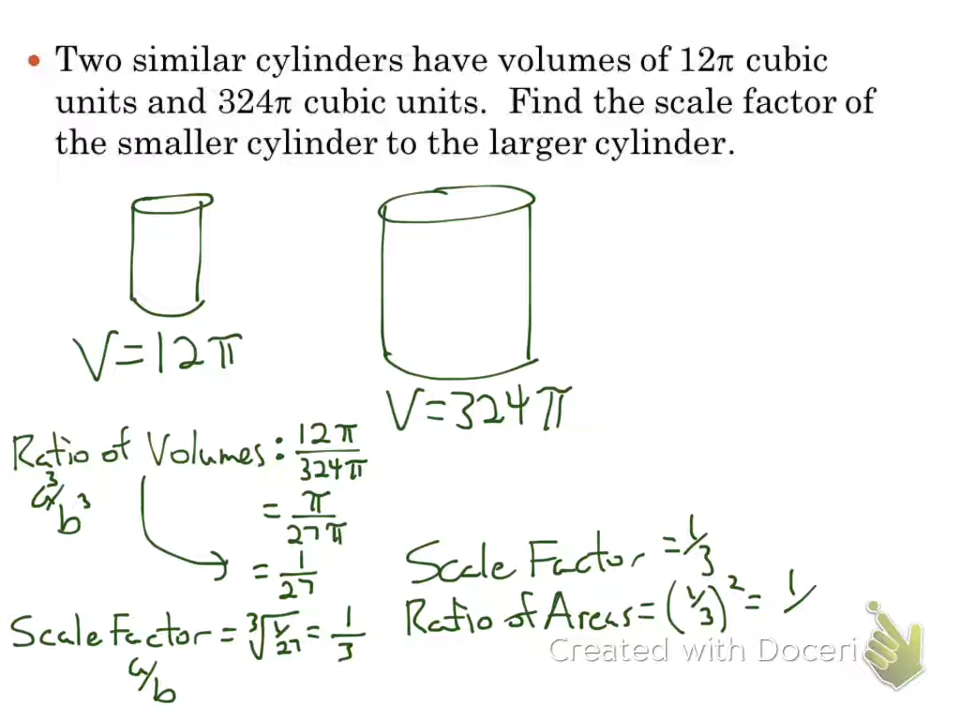 • Two similar cylinders have volumes of 12π cubic
units and 324π cubic units. Find the scale factor of
the smaller cylinder to the larger cylinder.
V=12π
V=324π
Ratio of Volumes: 12π/324π
a³/b³
= π/27π
= 1/27
Scale Factor = ∛1/27 = 1/3
a/b
Scale Factor = 1/3
Ratio of Areas = (1/3)² = 1/
Created with Doceri